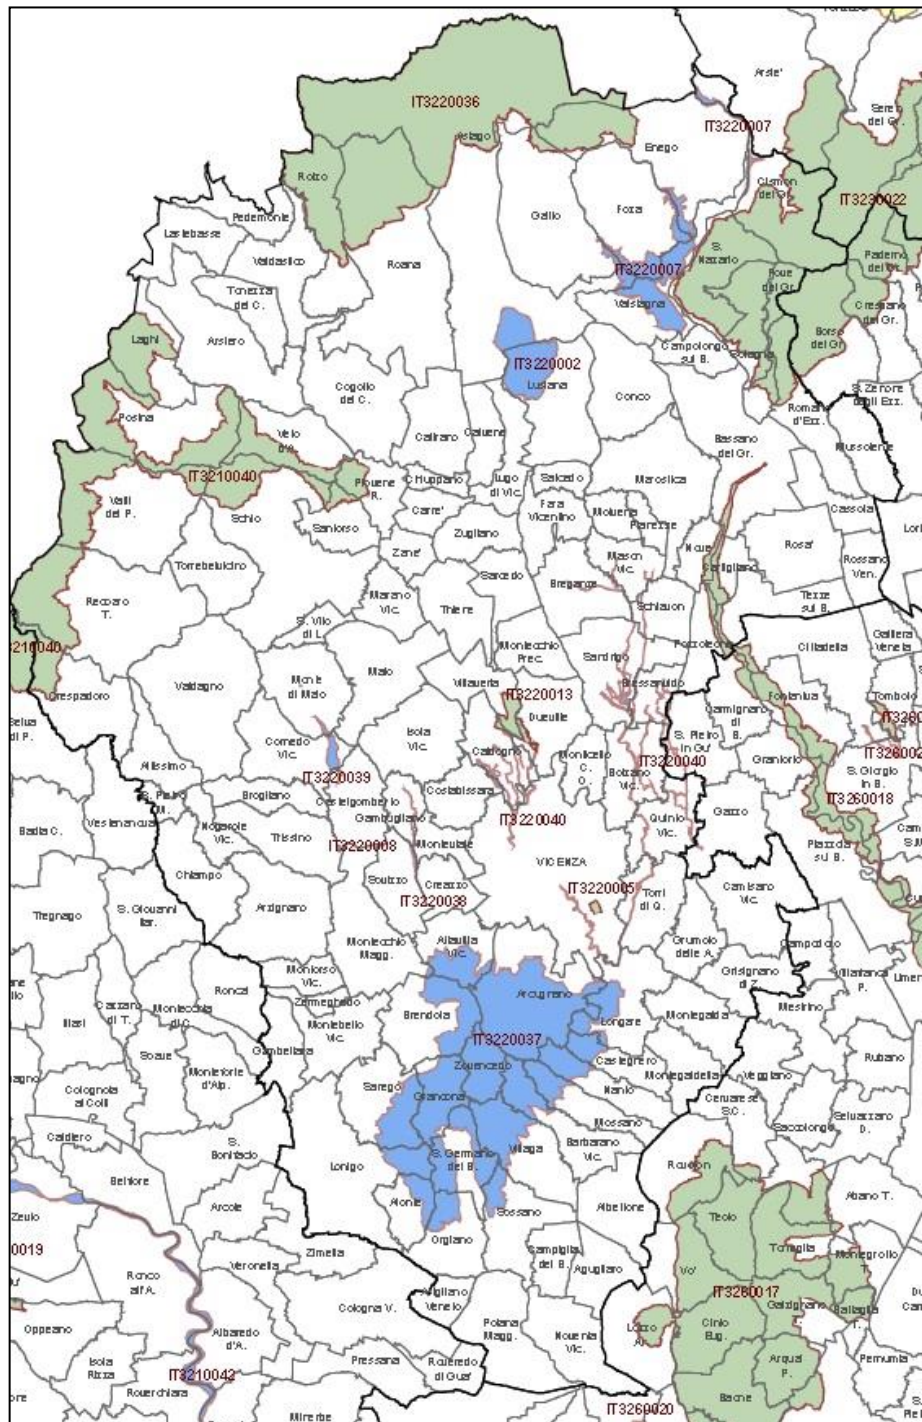 Arsie'
IT3220036
Seren
del Gr.
IT3220007
Asiago
Enego
Rotzo
Cismon
del Gr.
IT3230022
Gallio
Foza
Pedemonte
Lastebasse
S.
Nazario
Roana
Valdastico
Paderno
del Gr.
IT3220007
Tonezza
del C.
Valstagna
Crespano
del Gr.
Laghi
Arsiero
Borso
del Gr.
Campolongo
sul B.
Solagna
IT3220002
Lusiana
Cogollo
del C.
Conco
S. Zenone
degli Ezz.
Posina
Romano
d'Ezz.
Velo
d'A.
Caltrano
Bassano
del Gr.
Mussolente
IT3210040
Piovene
R.
Chiuppano
Lugo
di Vic.
Salcedo
Marostica
Valli
del P.
Carre'
Fara
Vicentino
Molvena
Cassola
Schio
Santorso
Zugliano
Pianezze
Zane'
Mason
Vic.
Nove
Rosa'
Rossano
Ven.
Torrebelvicino
Sarcedo
Breganze
Cartigliano
Recoaro
T.
Marano
Vic.
Thiene
Schiavon
Tezze
sul B.
S. Vito
di L.
Pozzoleone
Galliera
Veneta
Montecchio
Prec.
Sandrigo
Cittadella
Malo
Crespadoro
Valdagno
Monte
di Malo
Villaverla
Bressanvido
Fontaniva
Tombolo
IT3220013
Dueville
Carmignano
di
B.
Isola
Vic.
S. Pietro
in Gu'
Cornedo
Vic.
Caldogno
Monticello
C.
O.
Grantorto
Altissimo
IT3220039
Costabissara
Bolzano
Vic.
IT3220040
S. Giorgio
in B.
Brogliano
Castelgomberto
IT3260018
Vestenanova
Gambugliano
IT3220040
Quinto
Vic.
Gazzo
Badia C.
Nogarole
Vic.
Trissino
IT3220008
Monteviale
Piazzola
sul B.
VICENZA
Chiampo
Sovizzo
Creazzo
IT3220005
Camisano
Vic.
IT3220038
Torri
di Q.
Tregnago
S. Giovanni
Ilar.
Arzignano
Montecchio
Magg.
Altavilla
Vic.
Grumolo
delle A.
Campodoro
Montorso
Vic.
Grisignano
di Z.
Villafranca
P.
Ronca
Zermeghedo
Arcugnano
Montecchia
di C.
Brendola
Mestrino
Montebello
Vic.
Longare
Montegalda
IT3220037
Soave
Gambellara
Castegnero
Rubano
Monteforte
d'Alp.
Zovencedo
Montegaldella
Veggiano
Colognola
ai Colli
Sarego
Grancona
Nanto
Cervarese
S.C.
Selvazzano
D.
Mossano
Saccolongo
Caldiero
S.
Bonifacio
Lonigo
S. Germano
dei B.
Villaga
Barbarano
Vic.
Rovolon
Belfiore
Abano T.
Arcole
Alonte
Sossano
Albettone
Teolo
Zevio
Orgiano
Torreglia
Montegrotto
T.
Zimella
Campiglia
dei B.
Vo'
Veronella
Agugliaro
Ronco
all'A.
Asigliano
Veneto
IT3260017
Cologna V.
Galzignano
T.
Battaglia
T.
Oppeano
Albaredo
d'A.
Poiana
Magg.
Noventa
Vic.
Lozzo
At.
Cinto
Eug.
Isola
Rizza
Pressana
Roveredo
di Gua'
Arqua'
P.
Pernumia
IT3210042
Roverchiara
Baone
Minerbe
IT3260020